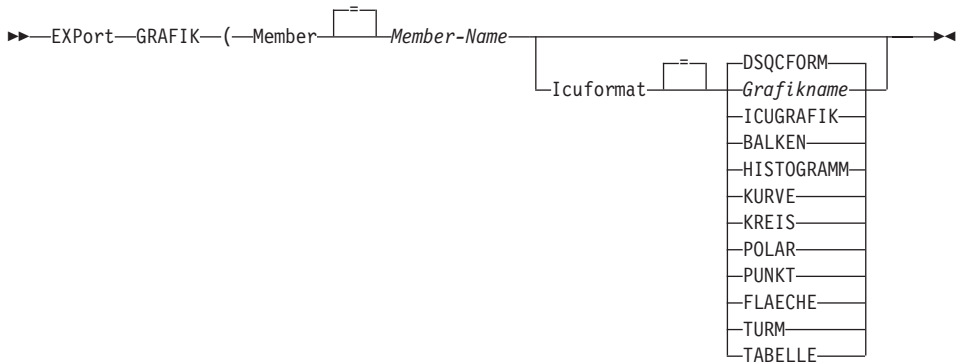 =
EXPort GRAFIK ( Member Member-Name
= DSQCFORM
Icuformat Grafikname
ICUGRAFIK
BALKEN
HISTOGRAMM
KURVE
KREIS
POLAR
PUNKT
FLAECHE
TURM
TABELLE